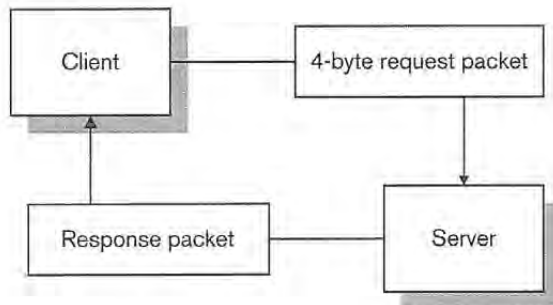 Client
4-byte request packet
Response packet
Server